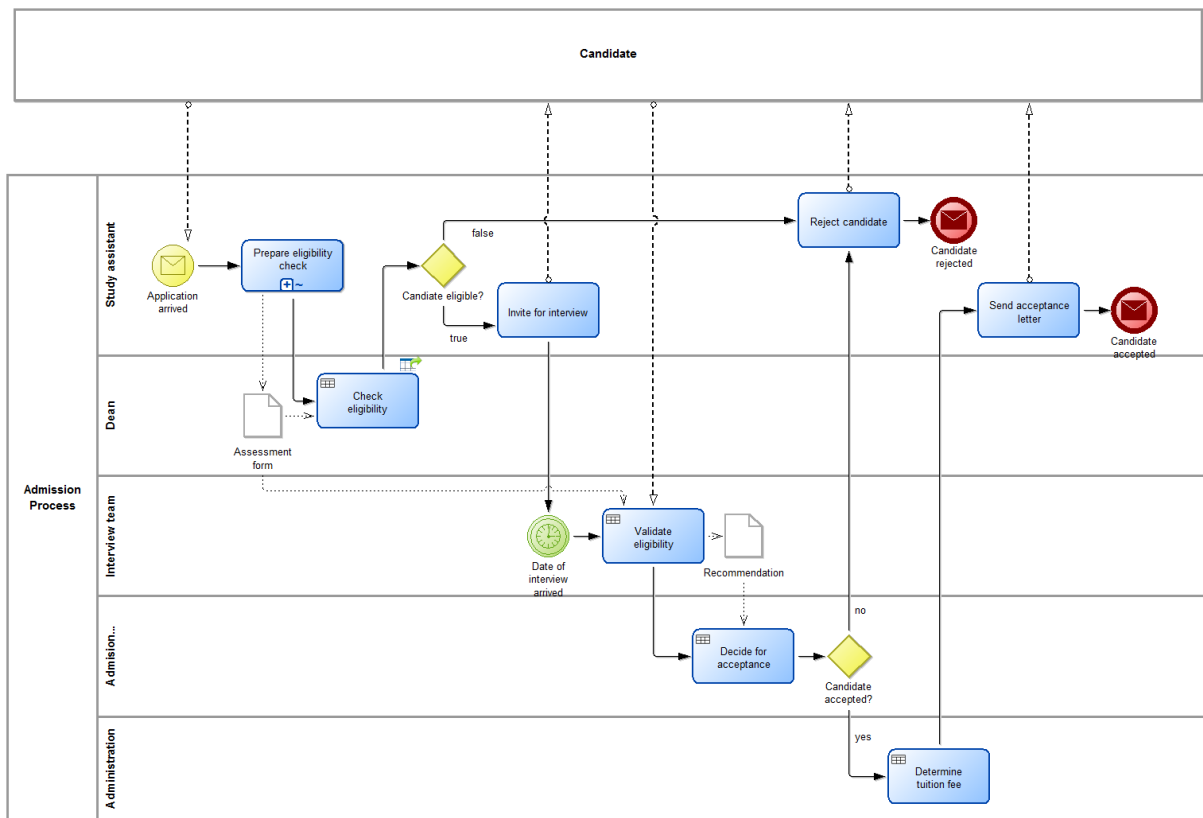 Candidate
Admission
Process
Study assistant
Application
arrived
Prepare eligibility
check
Candiate eligible?
false
true
Invite for interview
Reject candidate
Candidate
rejected
Send acceptance
letter
Candidate
accepted
Dean
Check
eligibility
Assessment
form
Interview team
Date of
interview
arrived
Validate
eligibility
Recommendation
Admision...
Decide for
acceptance
Candidate
accepted?
no
yes
Administration
Determine
tuition fee